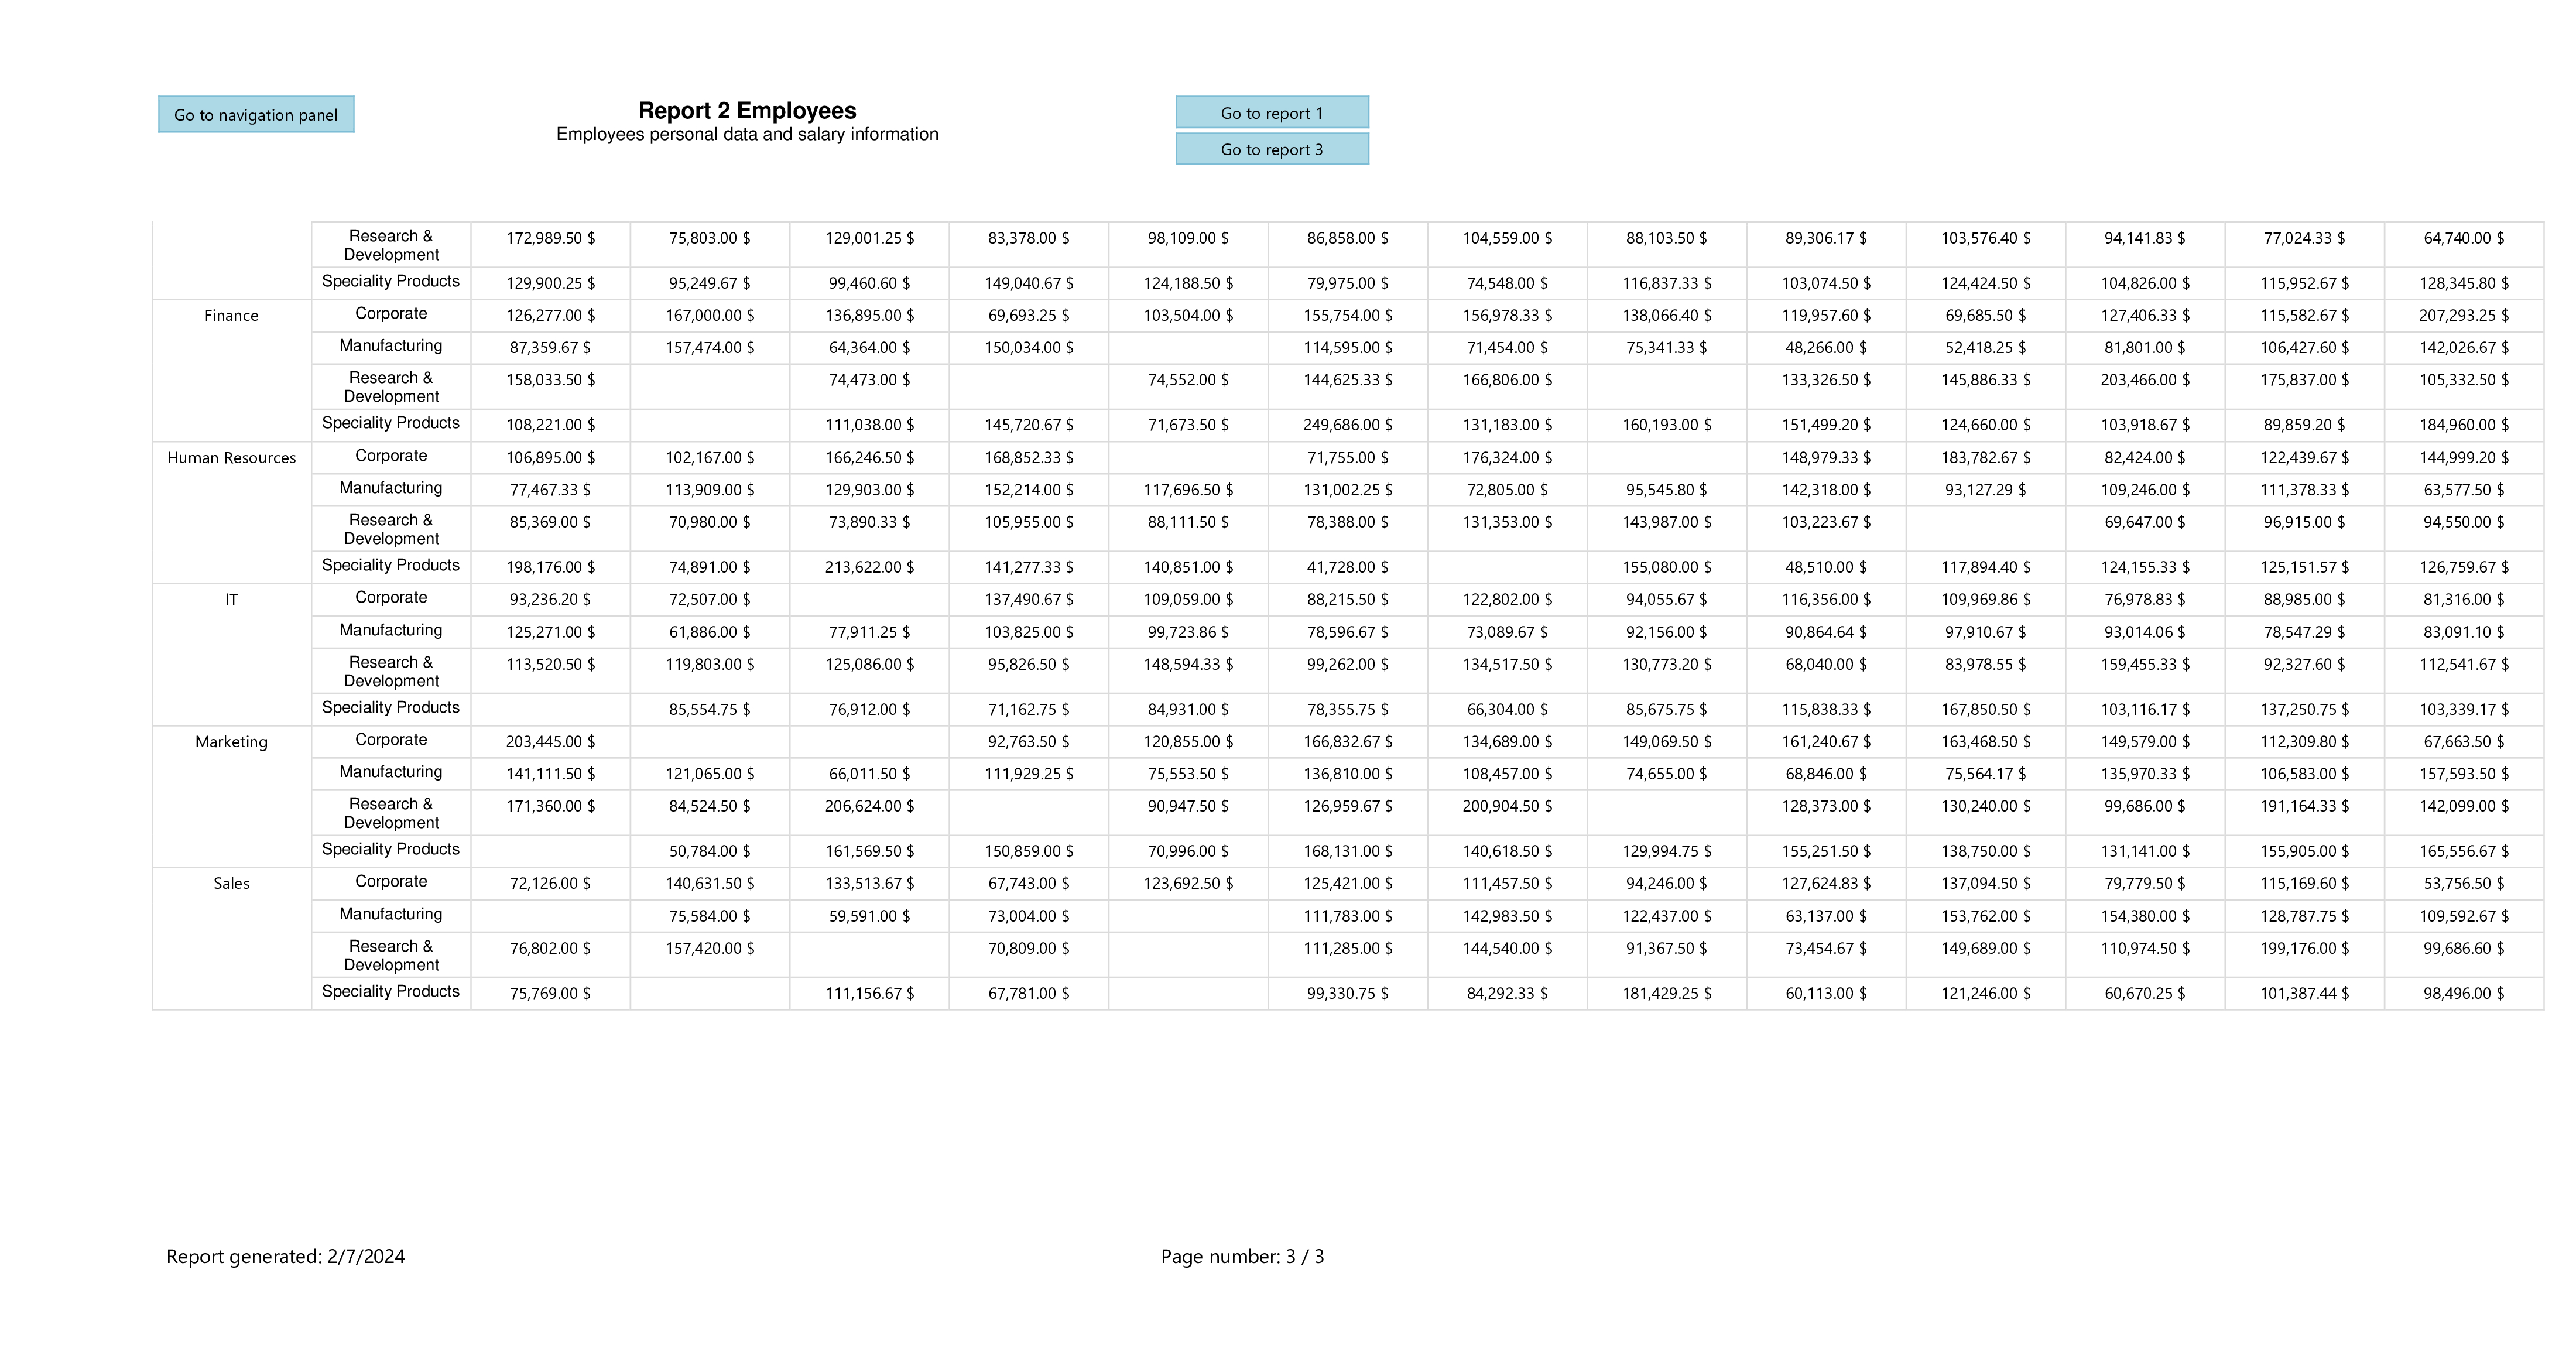 Go to navigation panel
Report 2 Employees
Employees personal data and salary information
Go to report 1
Go to report 3
Research & Development 172,989.50 $ 75,803.00 $ 129,001.25 $ 83,378.00 $ 98,109.00 $ 86,858.00 $ 104,559.00 $ 88,103.50 $ 89,306.17 $ 103,576.40 $ 94,141.83 $ 77,024.33 $ 64,740.00 $
Speciality Products 129,900.25 $ 95,249.67 $ 99,460.60 $ 149,040.67 $ 124,188.50 $ 79,975.00 $ 74,548.00 $ 116,837.33 $ 103,074.50 $ 124,424.50 $ 104,826.00 $ 115,952.67 $ 128,345.80 $
Finance Corporate 126,277.00 $ 167,000.00 $ 136,895.00 $ 69,693.25 $ 103,504.00 $ 155,754.00 $ 156,978.33 $ 138,066.40 $ 119,957.60 $ 69,685.50 $ 127,406.33 $ 115,582.67 $ 207,293.25 $
Manufacturing 87,359.67 $ 157,474.00 $ 64,364.00 $ 150,034.00 $ 114,595.00 $ 71,454.00 $ 75,341.33 $ 48,266.00 $ 52,418.25 $ 81,801.00 $ 106,427.60 $ 142,026.67 $
Research & Development 158,033.50 $ 74,473.00 $ 74,552.00 $ 144,625.33 $ 166,806.00 $ 133,326.50 $ 145,886.33 $ 203,466.00 $ 175,837.00 $ 105,332.50 $
Speciality Products 108,221.00 $ 111,038.00 $ 145,720.67 $ 71,673.50 $ 249,686.00 $ 131,183.00 $ 160,193.00 $ 151,499.20 $ 124,660.00 $ 103,918.67 $ 89,859.20 $ 184,960.00 $
Human Resources Corporate 106,895.00 $ 102,167.00 $ 166,246.50 $ 168,852.33 $ 71,755.00 $ 176,324.00 $ 148,979.33 $ 183,782.67 $ 82,424.00 $ 122,439.67 $ 144,999.20 $
Manufacturing 77,467.33 $ 113,909.00 $ 129,903.00 $ 152,214.00 $ 117,696.50 $ 131,002.25 $ 72,805.00 $ 95,545.80 $ 142,318.00 $ 93,127.29 $ 109,246.00 $ 111,378.33 $ 63,577.50 $
Research & Development 85,369.00 $ 70,980.00 $ 73,890.33 $ 105,955.00 $ 88,111.50 $ 78,388.00 $ 131,353.00 $ 143,987.00 $ 103,223.67 $ 69,647.00 $ 96,915.00 $ 94,550.00 $
Speciality Products 198,176.00 $ 74,891.00 $ 213,622.00 $ 141,277.33 $ 140,851.00 $ 41,728.00 $ 155,080.00 $ 48,510.00 $ 117,894.40 $ 124,155.33 $ 125,151.57 $ 126,759.67 $
IT Corporate 93,236.20 $ 72,507.00 $ 137,490.67 $ 109,059.00 $ 88,215.50 $ 122,802.00 $ 94,055.67 $ 116,356.00 $ 109,969.86 $ 76,978.83 $ 88,985.00 $ 81,316.00 $
Manufacturing 125,271.00 $ 61,886.00 $ 77,911.25 $ 103,825.00 $ 99,723.86 $ 78,596.67 $ 73,089.67 $ 92,156.00 $ 90,864.64 $ 97,910.67 $ 93,014.06 $ 78,547.29 $ 83,091.10 $
Research & Development 113,520.50 $ 119,803.00 $ 125,086.00 $ 95,826.50 $ 148,594.33 $ 99,262.00 $ 134,517.50 $ 130,773.20 $ 68,040.00 $ 83,978.55 $ 159,455.33 $ 92,327.60 $ 112,541.67 $
Speciality Products 85,554.75 $ 76,912.00 $ 71,162.75 $ 84,931.00 $ 78,355.75 $ 66,304.00 $ 85,675.75 $ 115,838.33 $ 167,850.50 $ 103,116.17 $ 137,250.75 $ 103,339.17 $
Marketing Corporate 203,445.00 $ 92,763.50 $ 120,855.00 $ 166,832.67 $ 134,689.00 $ 149,069.50 $ 161,240.67 $ 163,468.50 $ 149,579.00 $ 112,309.80 $ 67,663.50 $
Manufacturing 141,111.50 $ 121,065.00 $ 66,011.50 $ 111,929.25 $ 75,553.50 $ 136,810.00 $ 108,457.00 $ 74,655.00 $ 68,846.00 $ 75,564.17 $ 135,970.33 $ 106,583.00 $ 157,593.50 $
Research & Development 171,360.00 $ 84,524.50 $ 206,624.00 $ 90,947.50 $ 126,959.67 $ 200,904.50 $ 128,373.00 $ 130,240.00 $ 99,686.00 $ 191,164.33 $ 142,099.00 $
Speciality Products 50,784.00 $ 161,569.50 $ 150,859.00 $ 70,996.00 $ 168,131.00 $ 140,618.50 $ 129,994.75 $ 155,251.50 $ 138,750.00 $ 131,141.00 $ 155,905.00 $ 165,556.67 $
Sales Corporate 72,126.00 $ 140,631.50 $ 133,513.67 $ 67,743.00 $ 123,692.50 $ 125,421.00 $ 111,457.50 $ 94,246.00 $ 127,624.83 $ 137,094.50 $ 79,779.50 $ 115,169.60 $ 53,756.50 $
Manufacturing 75,584.00 $ 59,591.00 $ 73,004.00 $ 111,783.00 $ 142,983.50 $ 122,437.00 $ 63,137.00 $ 153,762.00 $ 154,380.00 $ 128,787.75 $ 109,592.67 $
Research & Development 76,802.00 $ 157,420.00 $ 70,809.00 $ 111,285.00 $ 144,540.00 $ 91,367.50 $ 73,454.67 $ 149,689.00 $ 110,974.50 $ 199,176.00 $ 99,686.60 $
Speciality Products 75,769.00 $ 111,156.67 $ 67,781.00 $ 99,330.75 $ 84,292.33 $ 181,429.25 $ 60,113.00 $ 121,246.00 $ 60,670.25 $ 101,387.44 $ 98,496.00 $
Report generated: 2/7/2024
Page number: 3 / 3